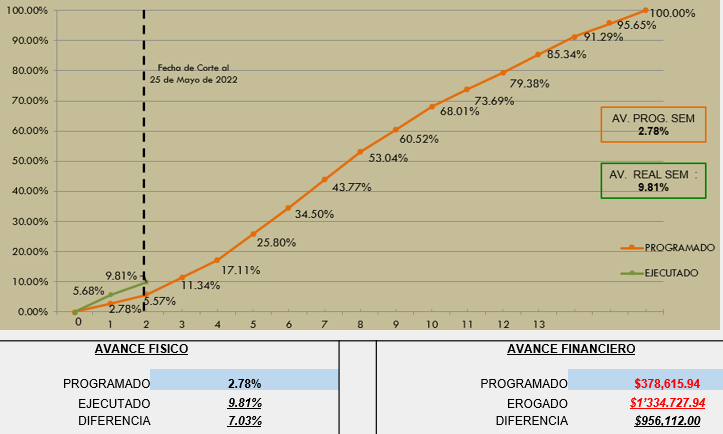 100.00%
90.00%
80.00%
70.00%
60.00%
50.00%
40.00%
30.00%
20.00%
10.00%
0.00%
Fecha de Corte al
25 de Mayo de 2022
100.00%
95.65%
91.29%
85.34%
79.38%
73.69%
68.01%
60.52%
53.04%
43.77%
34.50%
25.80%
17.11%
11.34%
9.81%
5.68%
5.57%
2.78%
0 1 2 3 4 5 6 7 8 9 10 11 12 13
AV. PROG. SEM
2.78%
AV. REAL SEM :
9.81%
PROGRAMADO
EJECUTADO
AVANCE FISICO
PROGRAMADO 2.78%
EJECUTADO 9.81%
DIFERENCIA 7.03%
AVANCE FINANCIERO
PROGRAMADO $378,615.94
EROGADO $1'334.727.94
DIFERENCIA $956,112.00